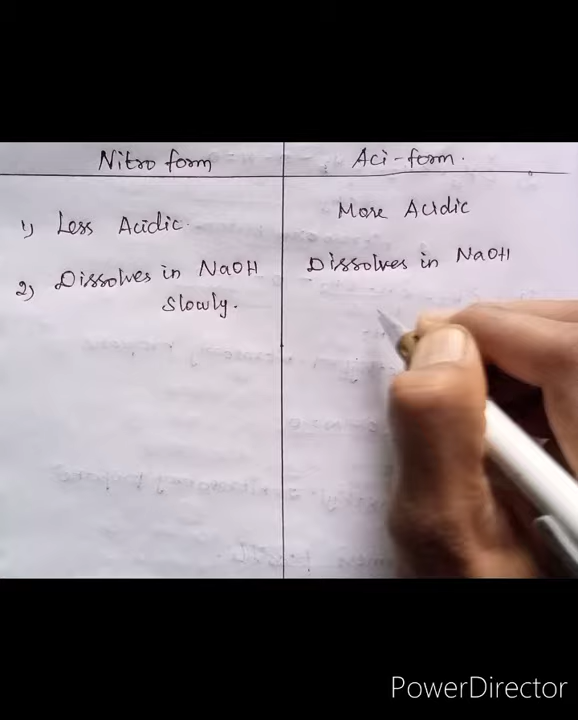 Nitro form
Aci-form.
1) Less Acidic.
More Acidic
2) Dissolves in NaOH
Slowly.
Dissolves in NaOH
PowerDirector